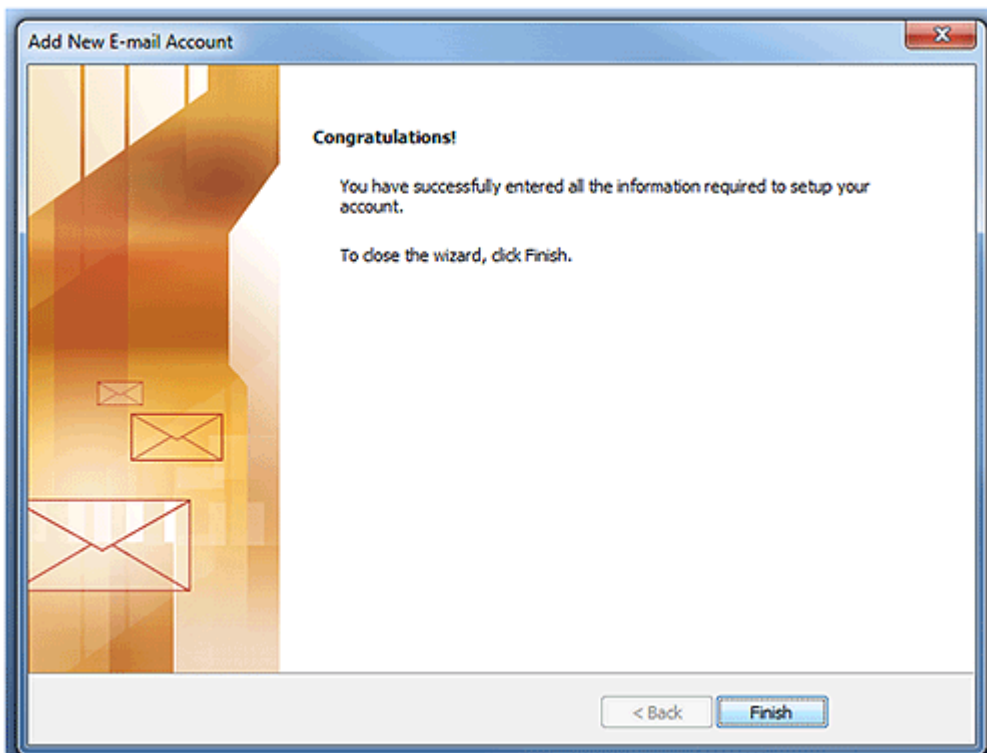 Add New E-mail Account
Congratulations!
You have successfully entered all the information required to setup your
account.
To close the wizard, click Finish.
< Back
Finish